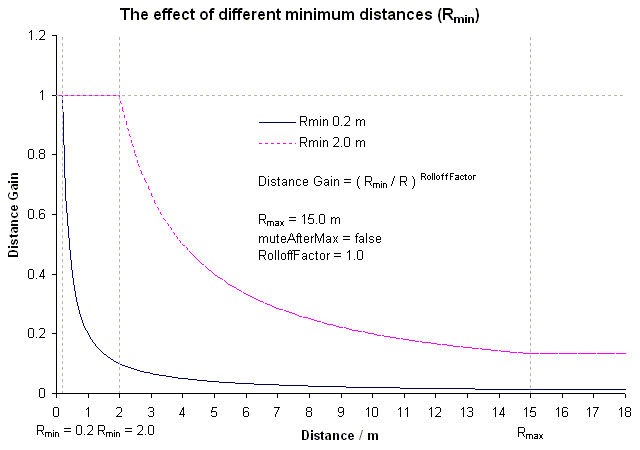 The effect of different minimum distances (Rmin)
1.2
1
0.8
0.6
0.4
0.2
0
Distance Gain
Rmin 0.2 m
Rmin 2.0 m
Distance Gain = ( Rmin / R ) RolloffFactor
Rmax = 15.0 m
muteAfterMax = false
RolloffFactor = 1.0
0 1 2 3 4 5 6 7 8 9 10 11 12 13 14 15 16 17 18
Rmin = 0.2 Rmin = 2.0
Rmax
Distance / m